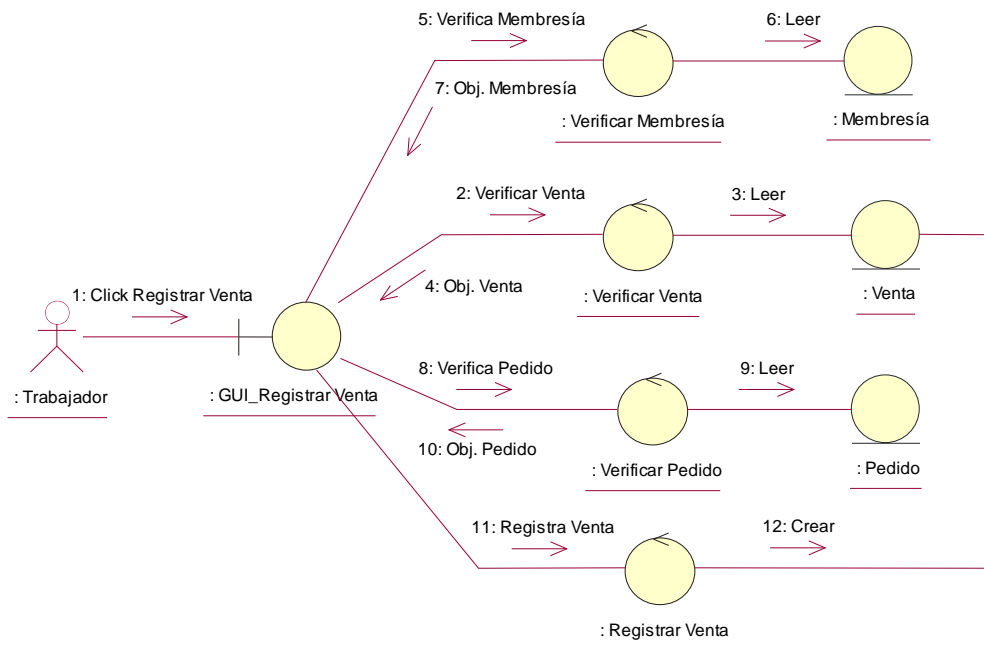 5: Verifica Membresía
6: Leer
7: Obj. Membresía
: Verificar Membresía
: Membresía
2: Verificar Venta
3: Leer
4: Obj. Venta
: Verificar Venta
: Venta
1: Click Registrar Venta
: Trabajador
: GUI_Registrar Venta
8: Verifica Pedido
9: Leer
10: Obj. Pedido
: Verificar Pedido
: Pedido
11: Registra Venta
12: Crear
: Registrar Venta